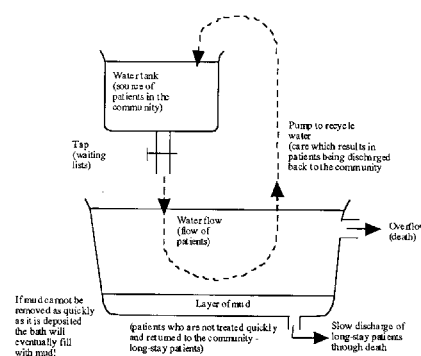 Water tank
(source of
patients in the
community)
Tap
(waiting
lists)
Pump to recycle
water
(care which results in
patients being discharged
back to the community
Water flow
(flow of
patients)
Overflow
(death)
Layer of mud
If mud cannot be
removed as quickly
as it is deposited
the bath will
eventually fill
with mud!
(patients who are not treated quickly
and returned to the community -
long-stay patients)
Slow discharge of
long-stay patients
through death